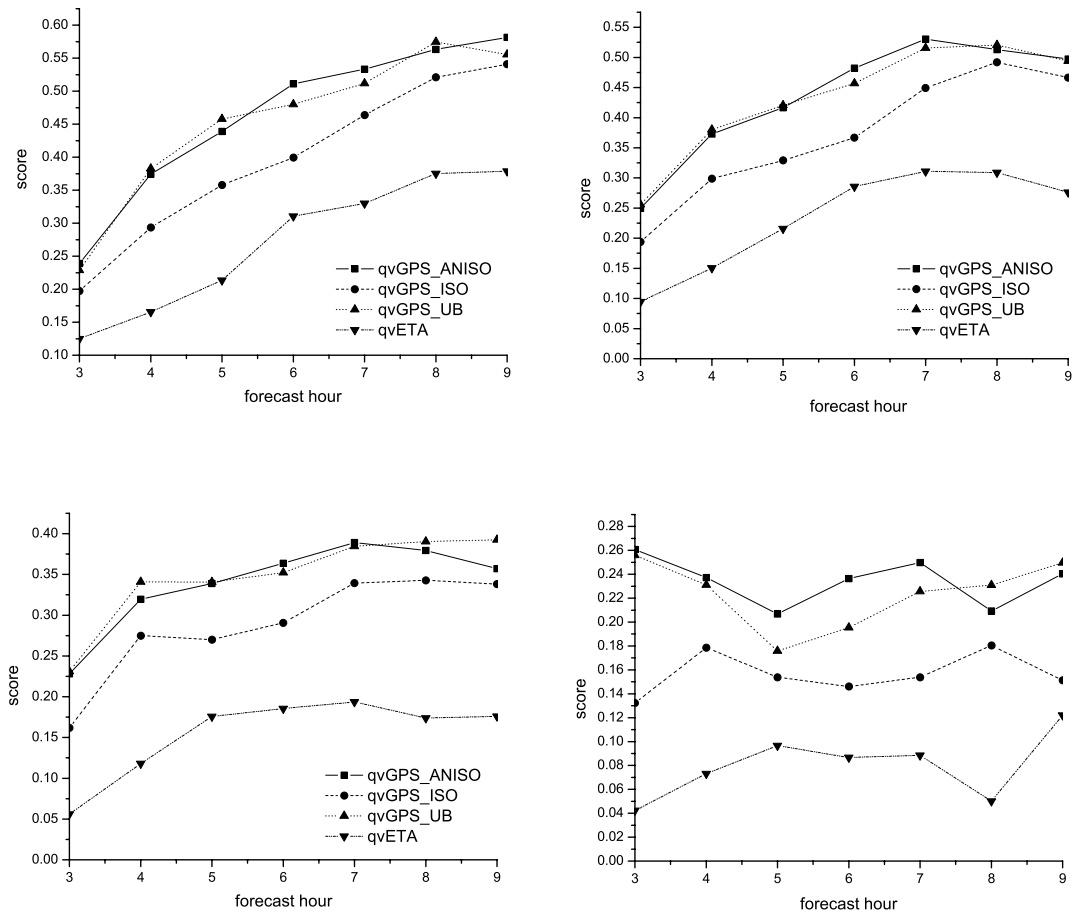 0.60
0.55
0.50
0.45
0.40
0.35
0.30
0.25
0.20
0.15
0.10
score
3 4 5 6 7 8 9
forecast hour
qvGPS_ANISO
qvGPS_ISO
qvGPS_UB
qvETA
0.55
0.50
0.45
0.40
0.35
0.30
0.25
0.20
0.15
0.10
0.05
0.00
score
3 4 5 6 7 8 9
forecast hour
qvGPS_ANISO
qvGPS_ISO
qvGPS_UB
qvETA
0.40
0.35
0.30
0.25
0.20
0.15
0.10
0.05
0.00
score
3 4 5 6 7 8 9
forecast hour
qvGPS_ANISO
qvGPS_ISO
qvGPS_UB
qvETA
0.28
0.26
0.24
0.22
0.20
0.18
0.16
0.14
0.12
0.10
0.08
0.06
0.04
0.02
0.00
score
3 4 5 6 7 8 9
forecast hour